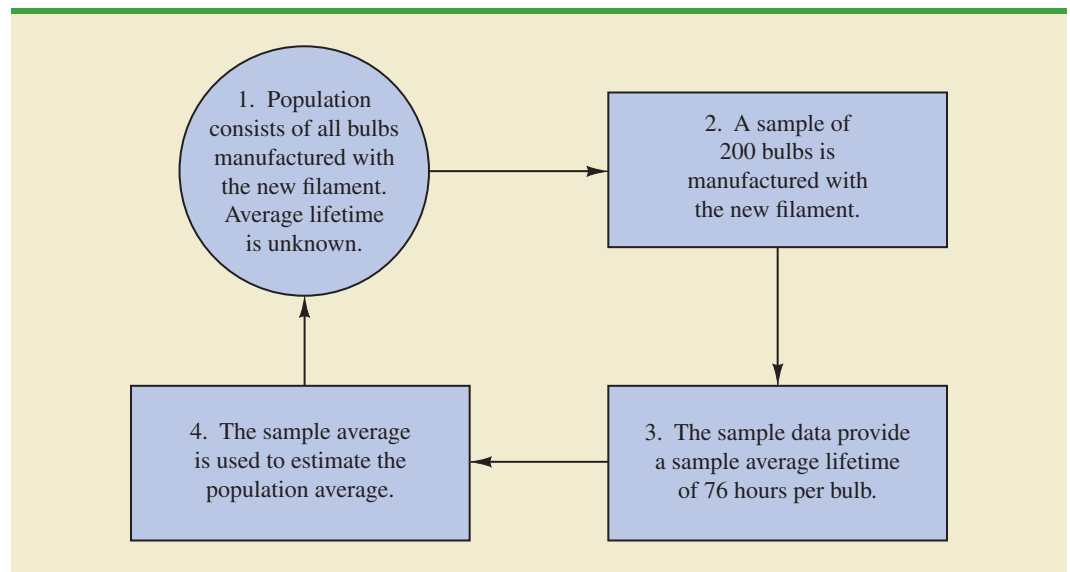 1. Population
consists of all bulbs
manufactured with
the new filament.
Average lifetime
is unknown.
2. A sample of
200 bulbs is
manufactured with
the new filament.
3. The sample data provide
a sample average lifetime
of 76 hours per bulb.
4. The sample average
is used to estimate the
population average.